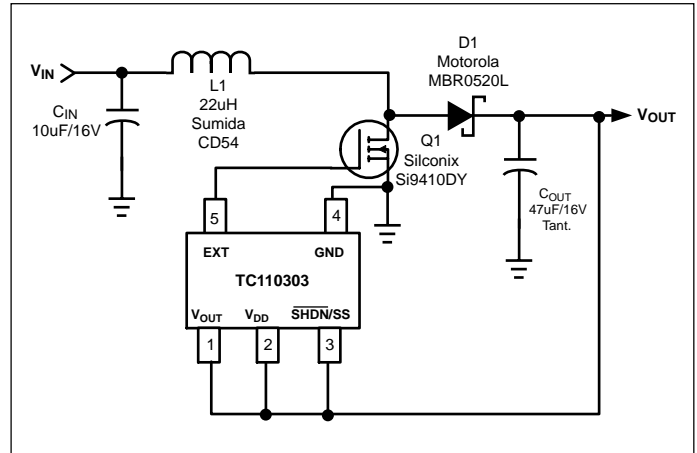 D1
Motorola
MBR0520L
VIN
L1
22uH
Sumida
CD54
VOUT
CIN
10uF/16V
Q1
Silconix
Si9410DY
COUT
47uF/16V
Tant.
5
4
EXT
GND
TC110303
VOUT
VDD
SHDN/SS
1
2
3